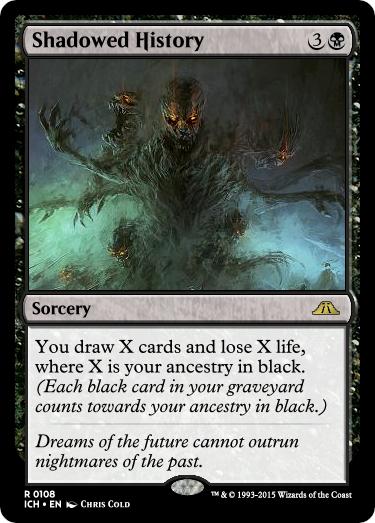 Shadowed History 3
Sorcery
You draw X cards and lose X life,
where X is your ancestry in black.
(Each black card in your graveyard
counts towards your ancestry in black.)
Dreams of the future cannot outrun
nightmares of the past.
R 0108
ICH • EN Chris Cold
™ & © 1993-2015 Wizards of the Coast